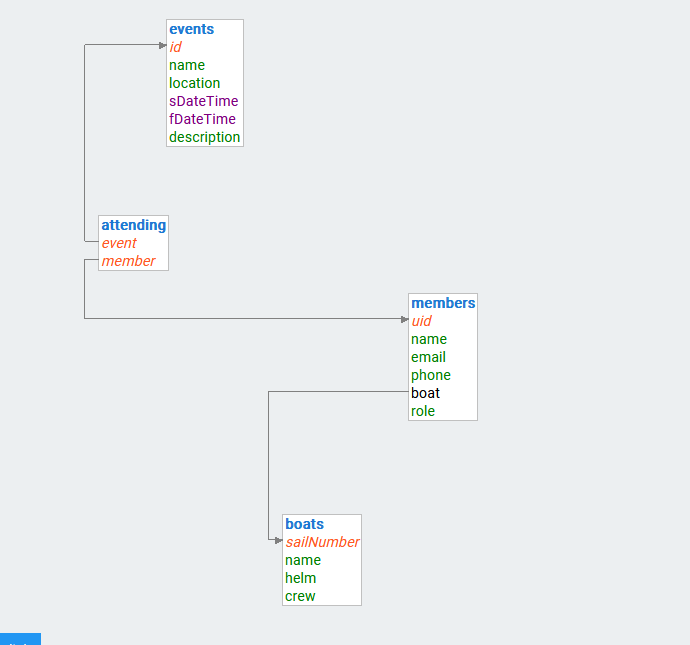 events
id
name
location
sDateTime
fDateTime
description
attending
event
member
members
uid
name
email
phone
boat
role
boats
sailNumber
name
helm
crew